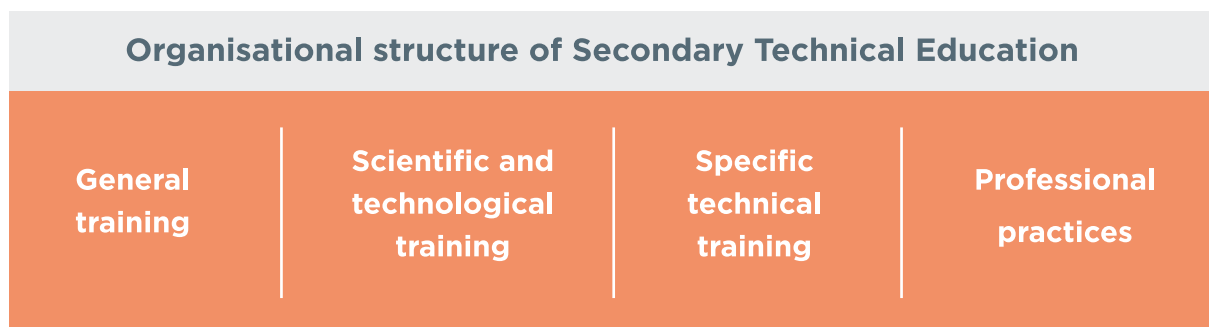 Organisational structure of Secondary Technical Education
General
training
Scientific and
technological
training
Specific
technical
training
Professional
practices